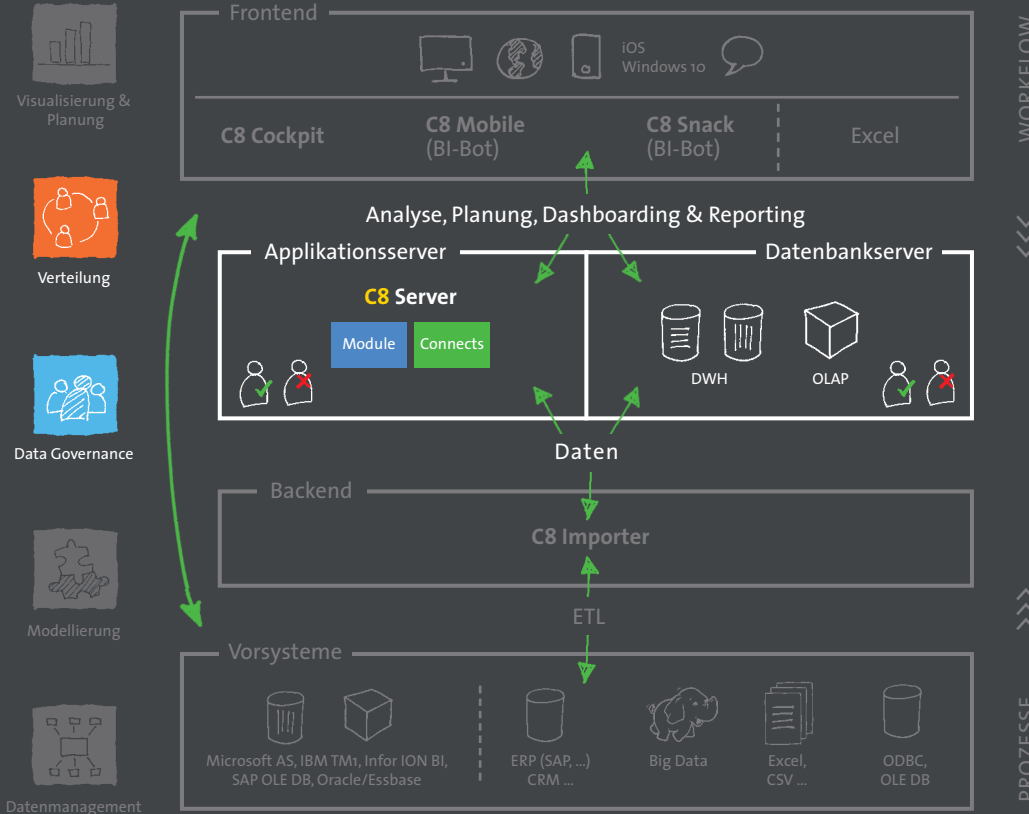 Frontend
iOS
Windows 10
Visualisierung &
Planung
C8 Cockpit
C8 Mobile
(BI-Bot)
C8 Snack
(BI-Bot)
Excel
WORKFLOW
Analyse, Planung, Dashboarding & Reporting
Verteilung
Applikationsserver
Datenbankserver
C8 Server
Module
Connects
DWH
OLAP
Data Governance
Daten
Backend
C8 Importer
Modellierung
ETL
Vorsysteme
Microsoft AS, IBM TM1, Infor ION BI,
SAP OLE DB, Oracle/Essbase
ERP (SAP, ...)
CRM ...
Big Data
Excel,
CSV ...
ODBC,
OLE DB
Datenmanagement
PROZESSE